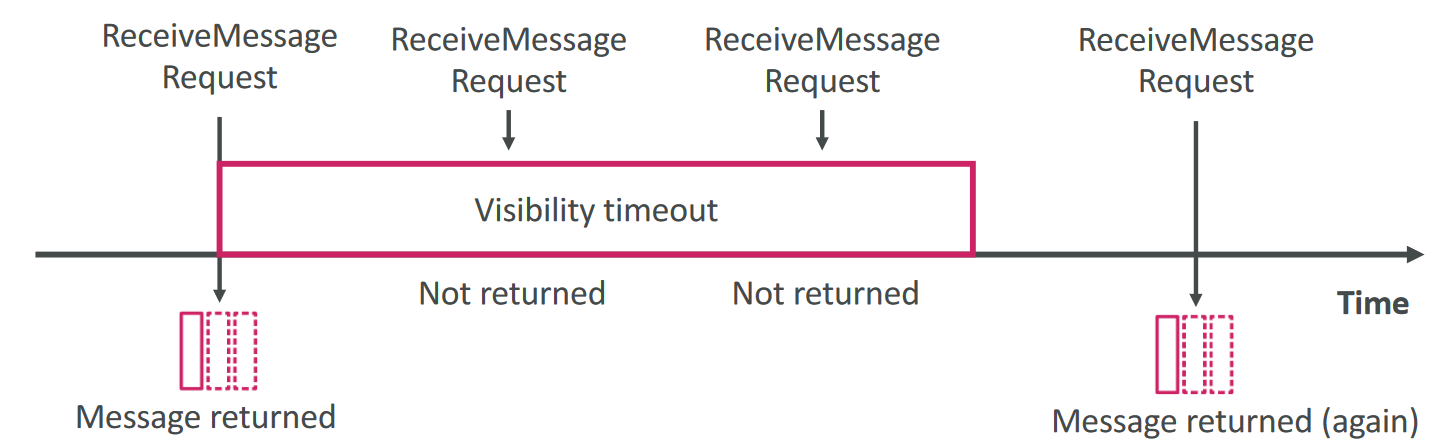 ReceiveMessage
Request
ReceiveMessage
Request
ReceiveMessage
Request
ReceiveMessage
Request
Visibility timeout
Not returned
Not returned
Time
Message returned
Message returned (again)